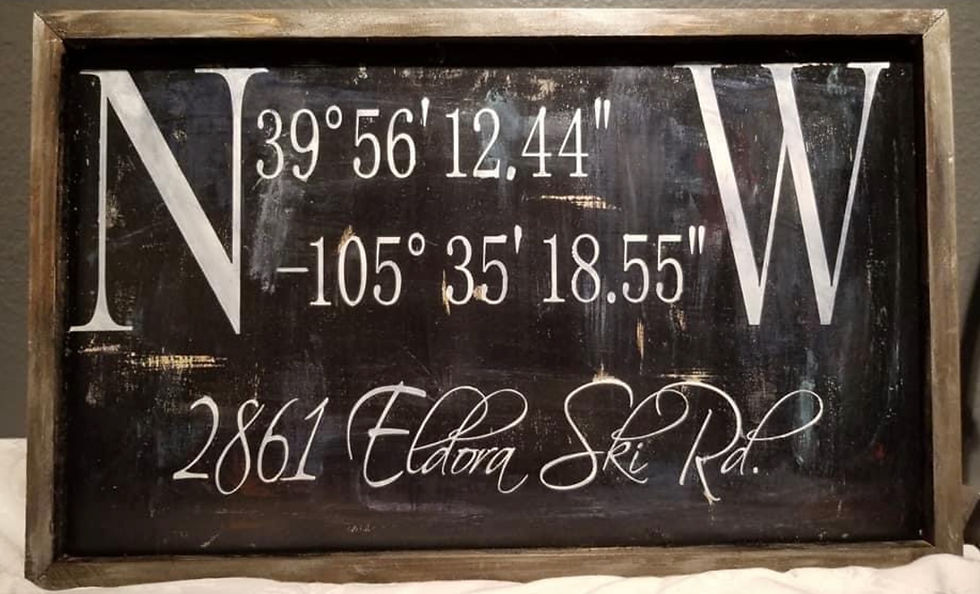 N 39°56' 12.44" W
-105° 35' 18.55"
2861 Eldora Ski Rd.